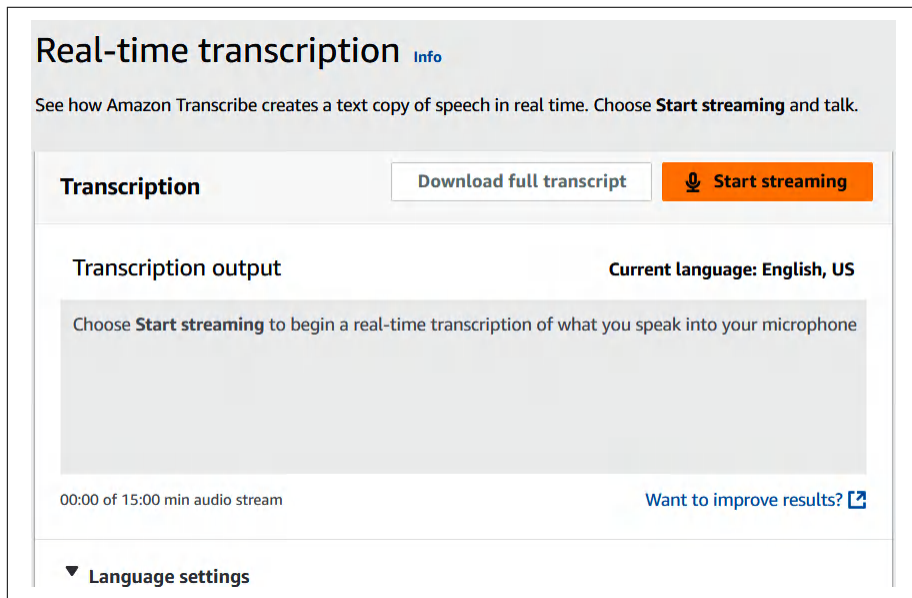 Real-time transcription Info
See how Amazon Transcribe creates a text copy of speech in real time. Choose Start streaming and talk.
Transcription
Download full transcript
Start streaming
Transcription output
Current language: English, US
Choose Start streaming to begin a real-time transcription of what you speak into your microphone
00:00 of 15:00 min audio stream
Want to improve results?
Language settings